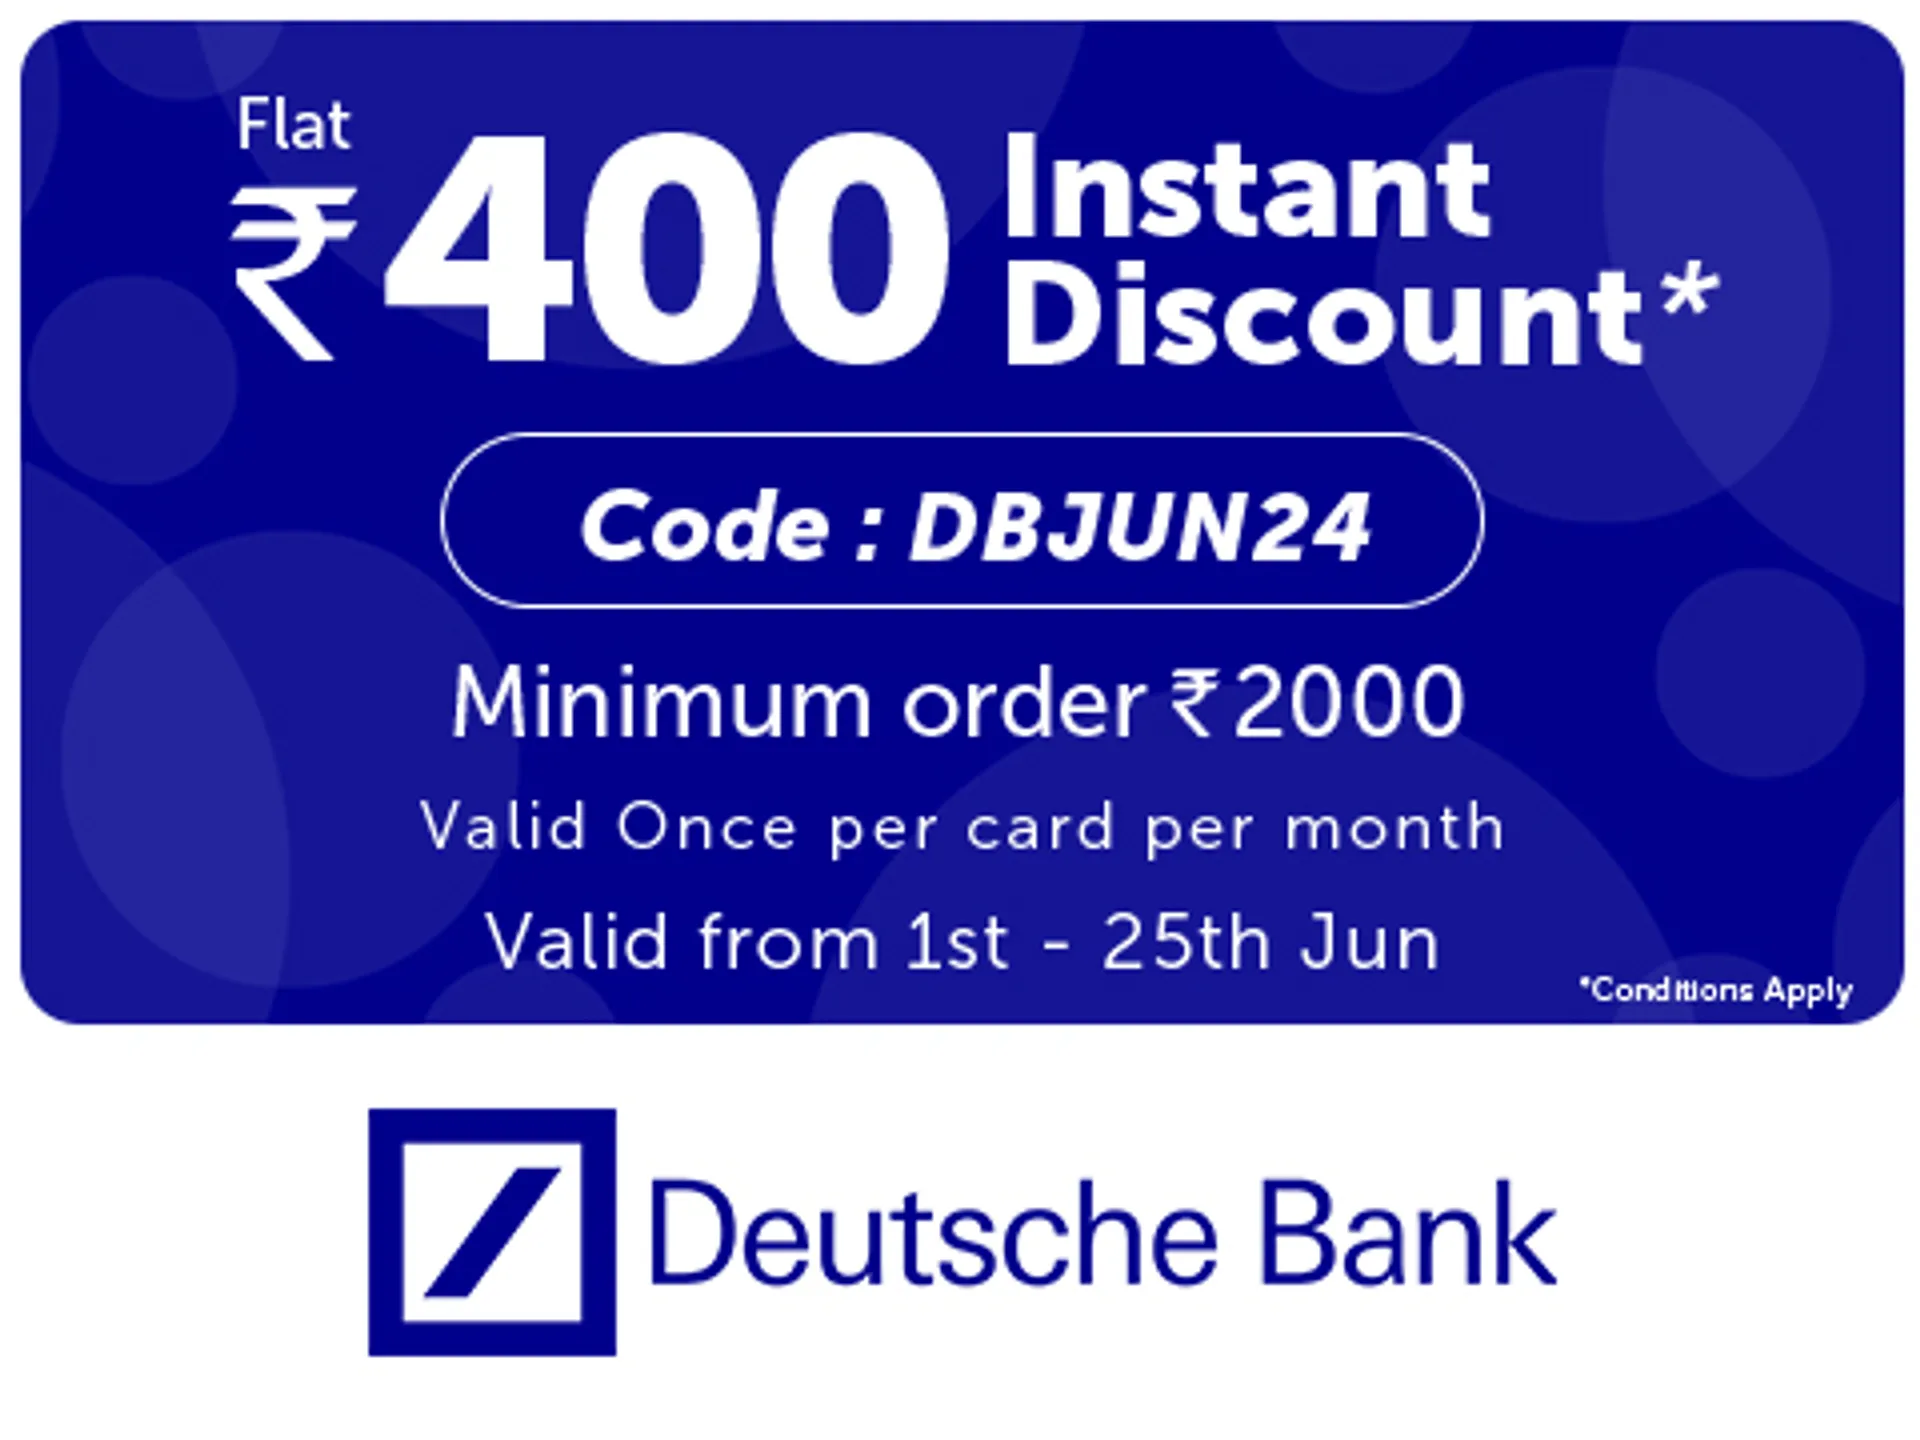 Flat
₹400 Instant
Discount*
Code : DBJUN24
Minimum order ₹2000
Valid Once per card per month
Valid from 1st - 25th Jun
*Conditions Apply
Deutsche Bank